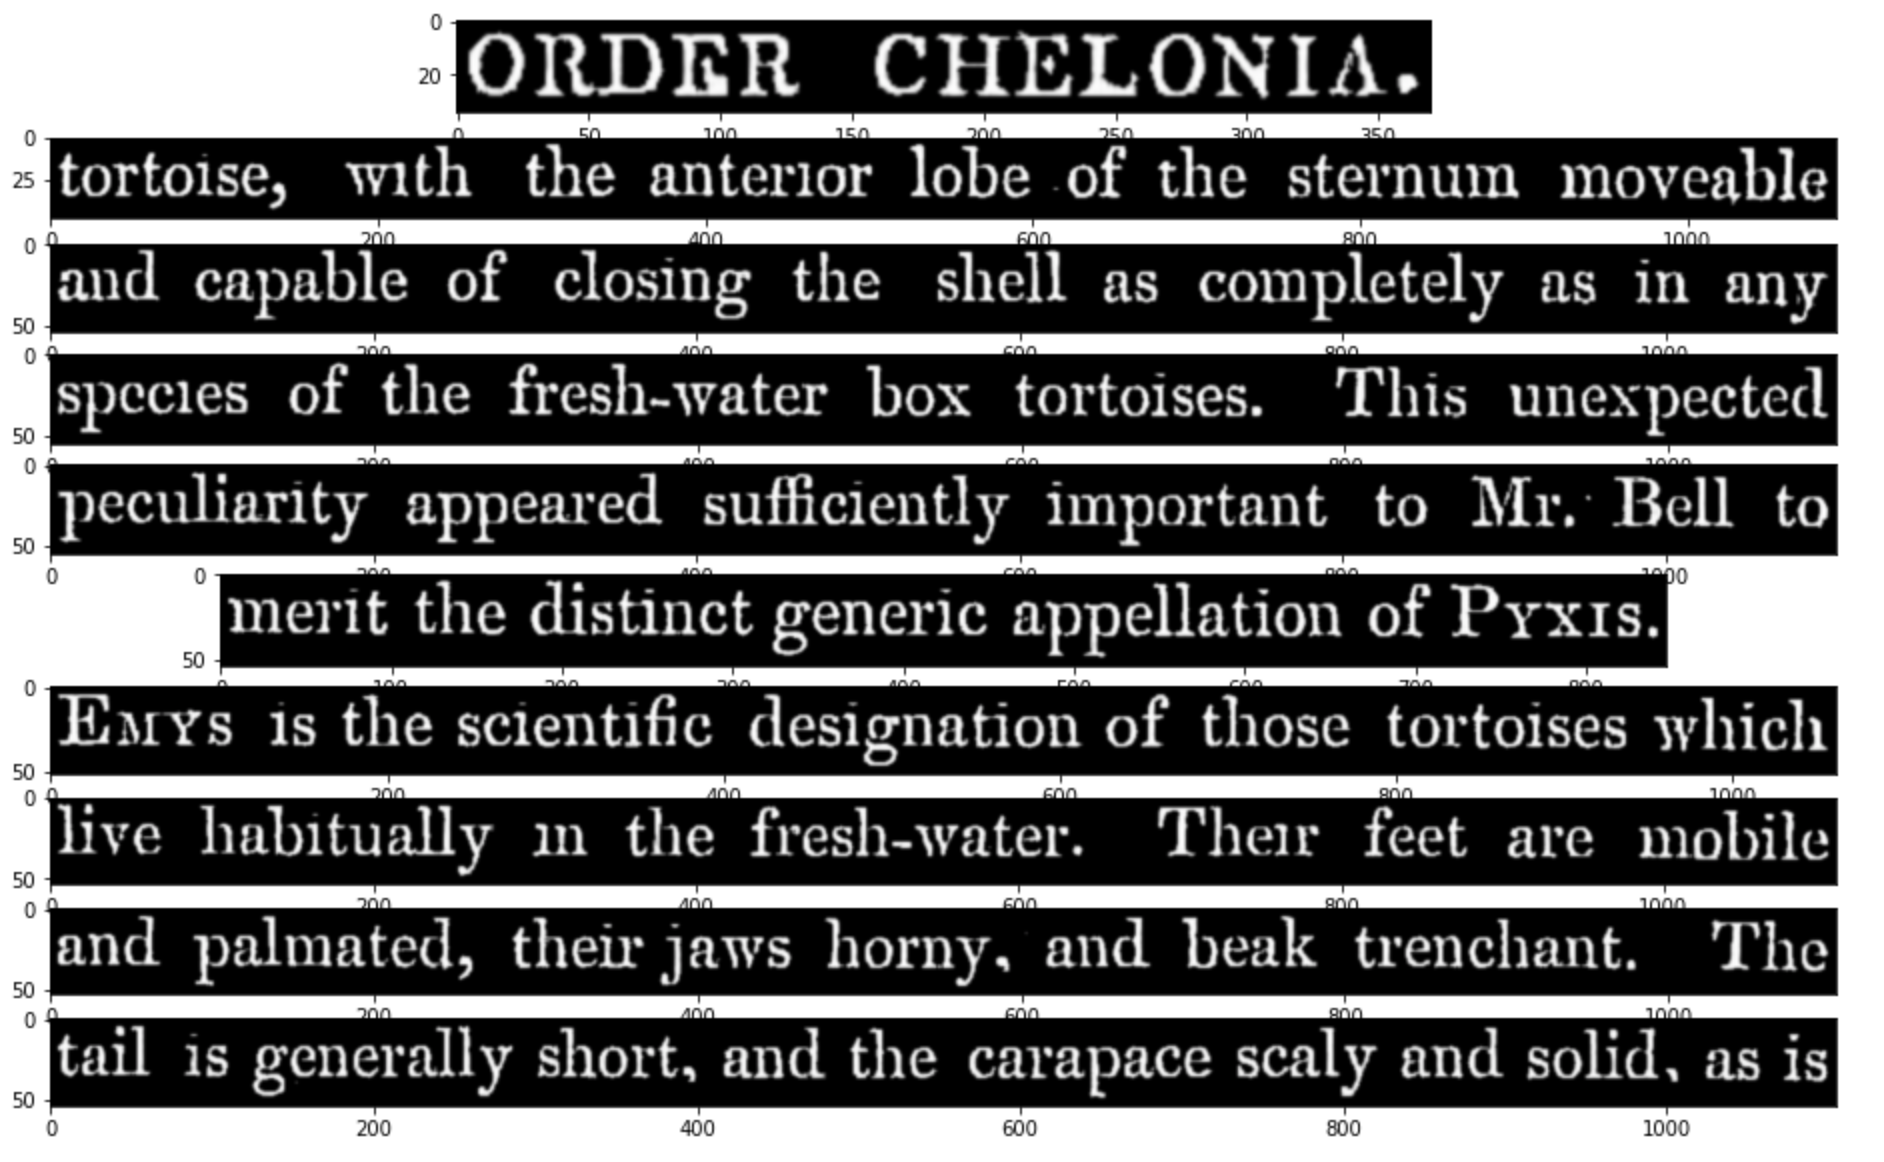 ORDER CHELONIA.
0
20
0 50 100 150 200 250 300 350
tortoise, with the anterior lobe of the sternum moveable
0
25
0 200 400 600 800 1000
and capable of closing the shell as completely as in any
0
50
0 200 400 600 800 1000
species of the fresh-water box tortoises. This unexpected
0
50
0 200 400 600 800 1000
peculiarity appeared sufficiently important to Mr. Bell to
0
50
0 200 400 600 800 1000
merit the distinct generic appellation of PYXIS.
0
50
0 100 200 300 400 500 600 700 800
EMYS is the scientific designation of those tortoises which
0
50
0 200 400 600 800 1000
live habitually in the fresh-water. Their feet are mobile
0
50
0 200 400 600 800 1000
and palmated, their jaws horny, and beak trenchant. The
0
50
0 200 400 600 800 1000
tail is generally short, and the carapace scaly and solid, as is
0
50
0 200 400 600 800 1000